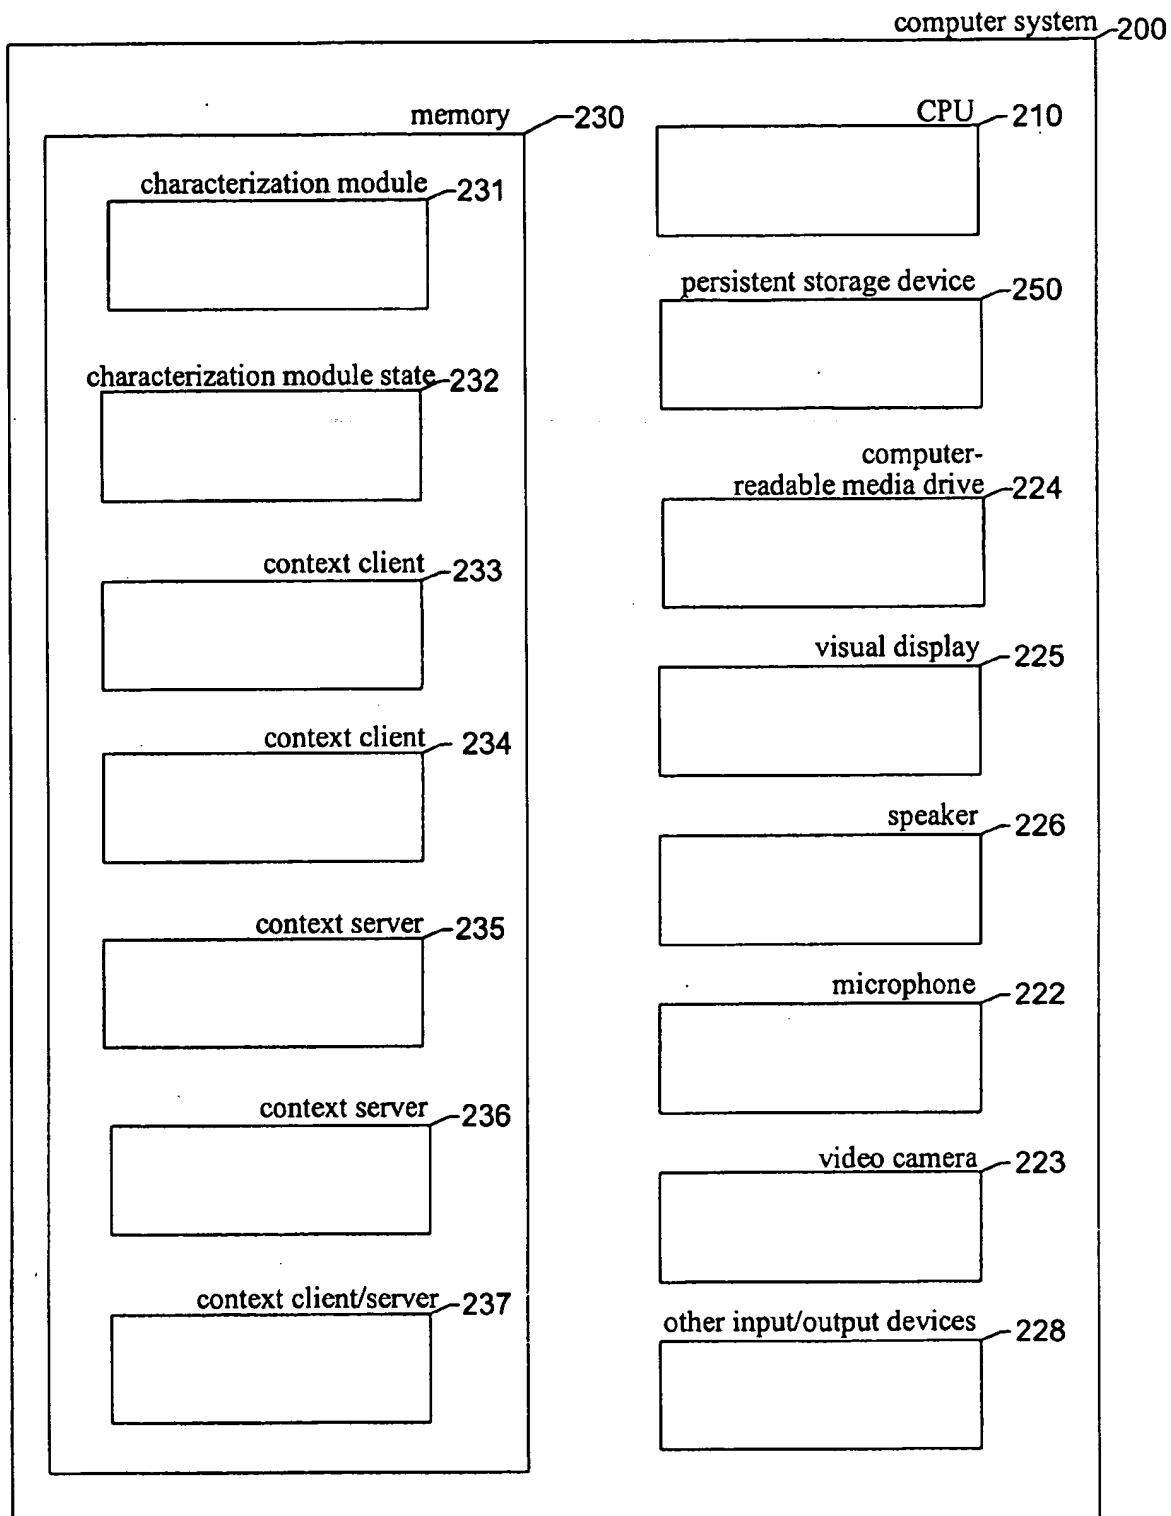 computer system 200
memory 230
characterization module 231
characterization module state 232
context client 233
context client 234
context server 235
context server 236
context client/server 237
CPU 210
persistent storage device 250
computer-
readable media drive 224
visual display 225
speaker 226
microphone 222
video camera 223
other input/output devices 228